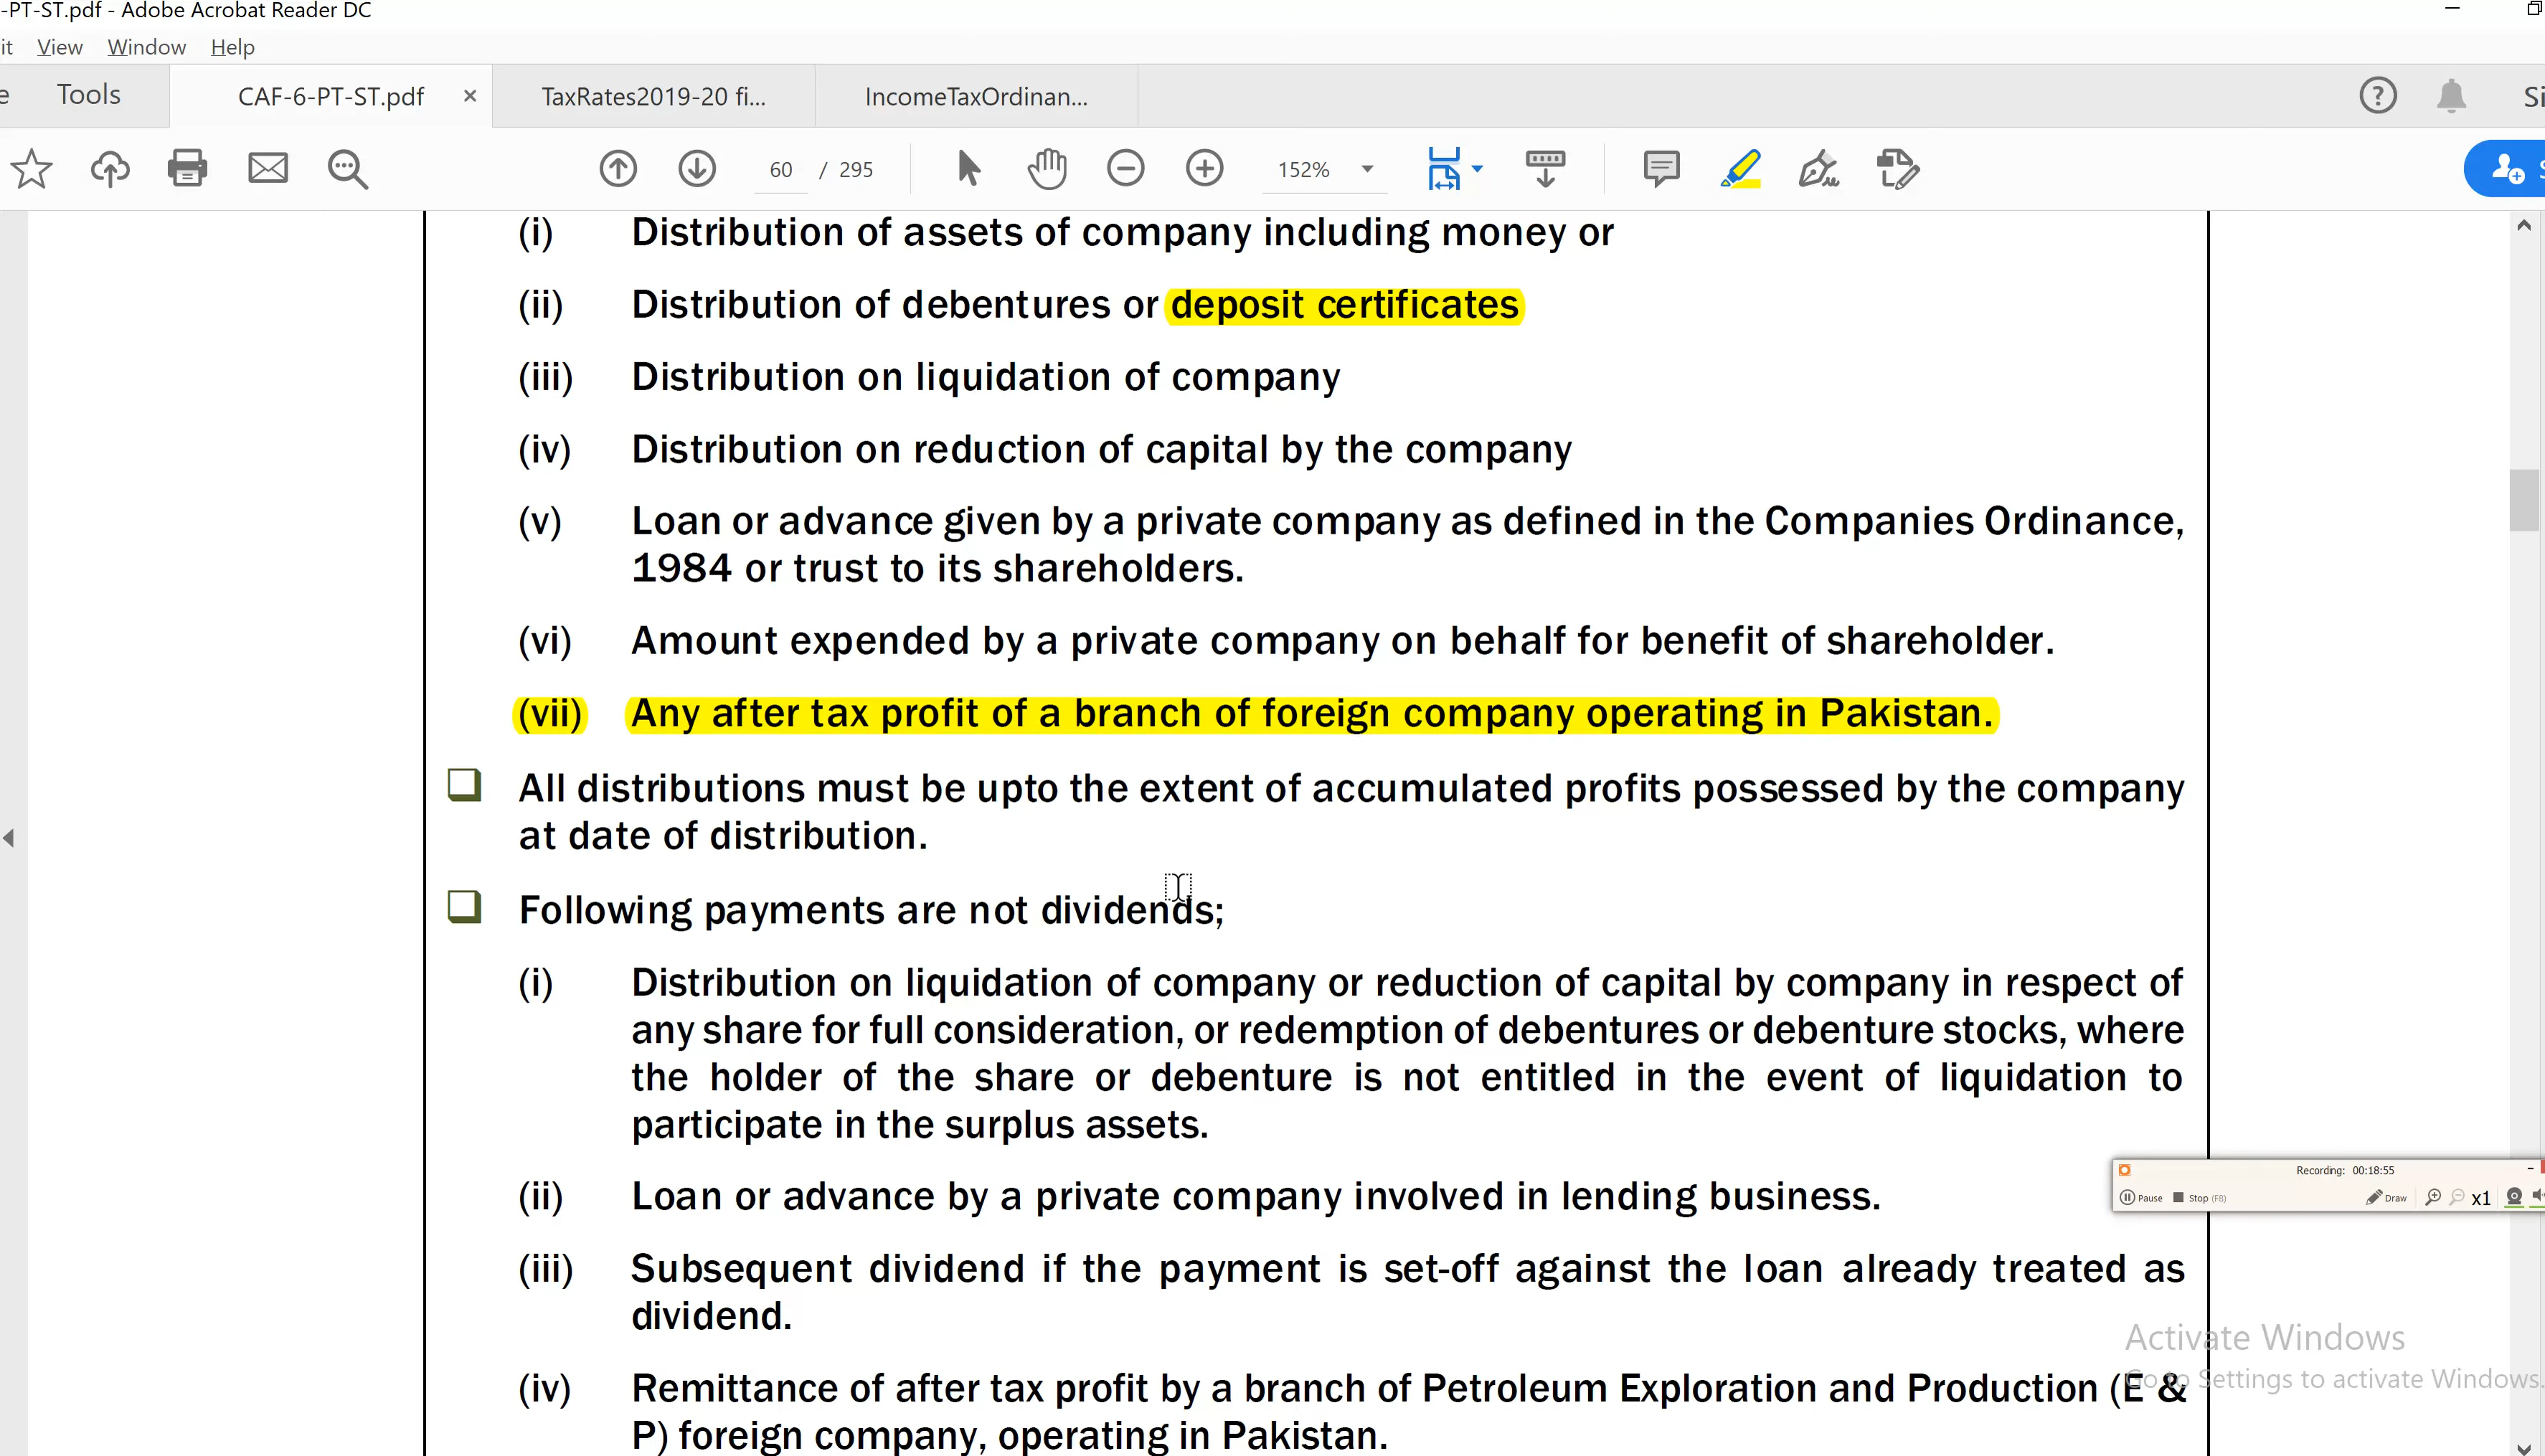 -PT-ST.pdf - Adobe Acrobat Reader DC
it View Window Help
e Tools CAF-6-PT-ST.pdf × TaxRates2019-20 fi... IncomeTaxOrdinan... ? Si
60 / 295 152%
(i) Distribution of assets of company including money or
(ii) Distribution of debentures or deposit certificates
(iii) Distribution on liquidation of company
(iv) Distribution on reduction of capital by the company
(v) Loan or advance given by a private company as defined in the Companies Ordinance,
1984 or trust to its shareholders.
(vi) Amount expended by a private company on behalf for benefit of shareholder.
(vii) Any after tax profit of a branch of foreign company operating in Pakistan.
All distributions must be upto the extent of accumulated profits possessed by the company
at date of distribution.
Following payments are not dividends;
(i) Distribution on liquidation of company or reduction of capital by company in respect of
any share for full consideration, or redemption of debentures or debenture stocks, where
the holder of the share or debenture is not entitled in the event of liquidation to
participate in the surplus assets.
Recording: 00:18:55
(ii) Loan or advance by a private company involved in lending business.
Pause Stop (F8) Draw x1
(iii) Subsequent dividend if the payment is set-off against the loan already treated as
dividend.
Activate Windows
Go to Settings to activate Windows.
(iv) Remittance of after tax profit by a branch of Petroleum Exploration and Production (E &
P) foreign company, operating in Pakistan.